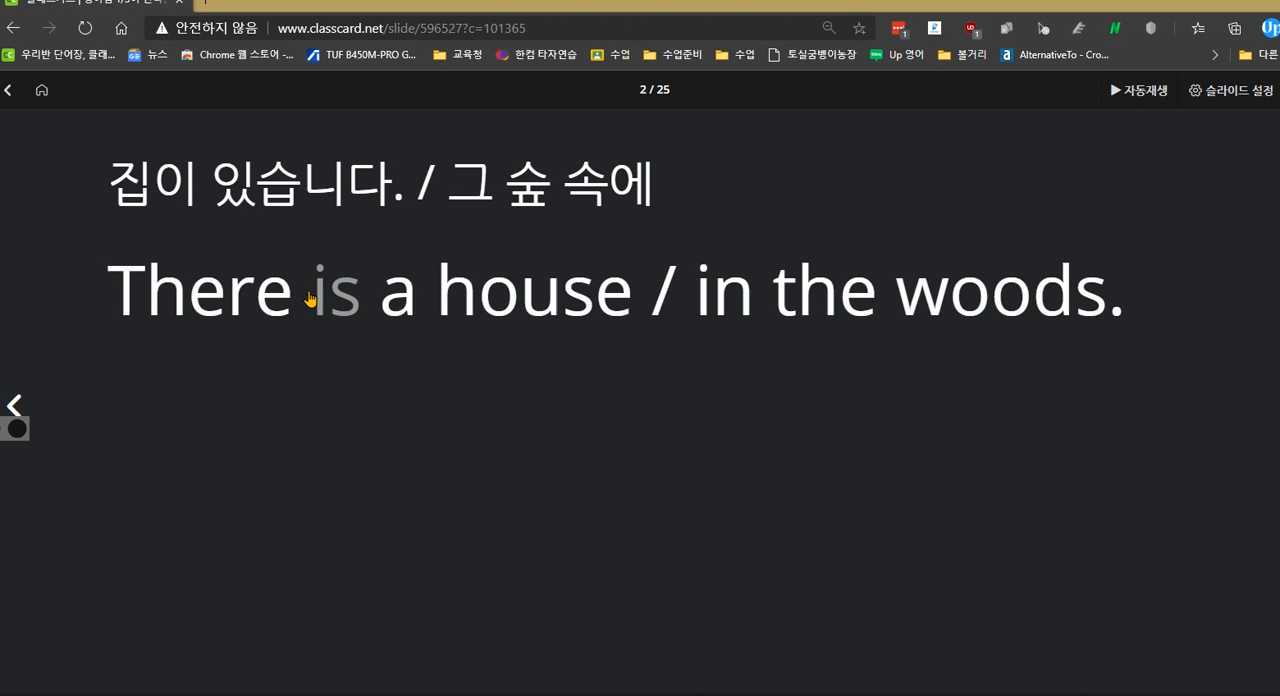 안전하지 않음 www.classcard.net/slide/596527?c=101365
우리반 단어장, 클래... 뉴스 Chrome 웹 스토어 -... TUF B450M-PRO G... 교육청 한컴 타자연습 수업 수업준비 수업 토실굼벵이농장 Up 영어 볼거리 AlternativeTo - Cro... 다른
2 / 25 자동재생 슬라이드 설정
집이 있습니다. / 그 숲 속에
There is a house / in the woods.